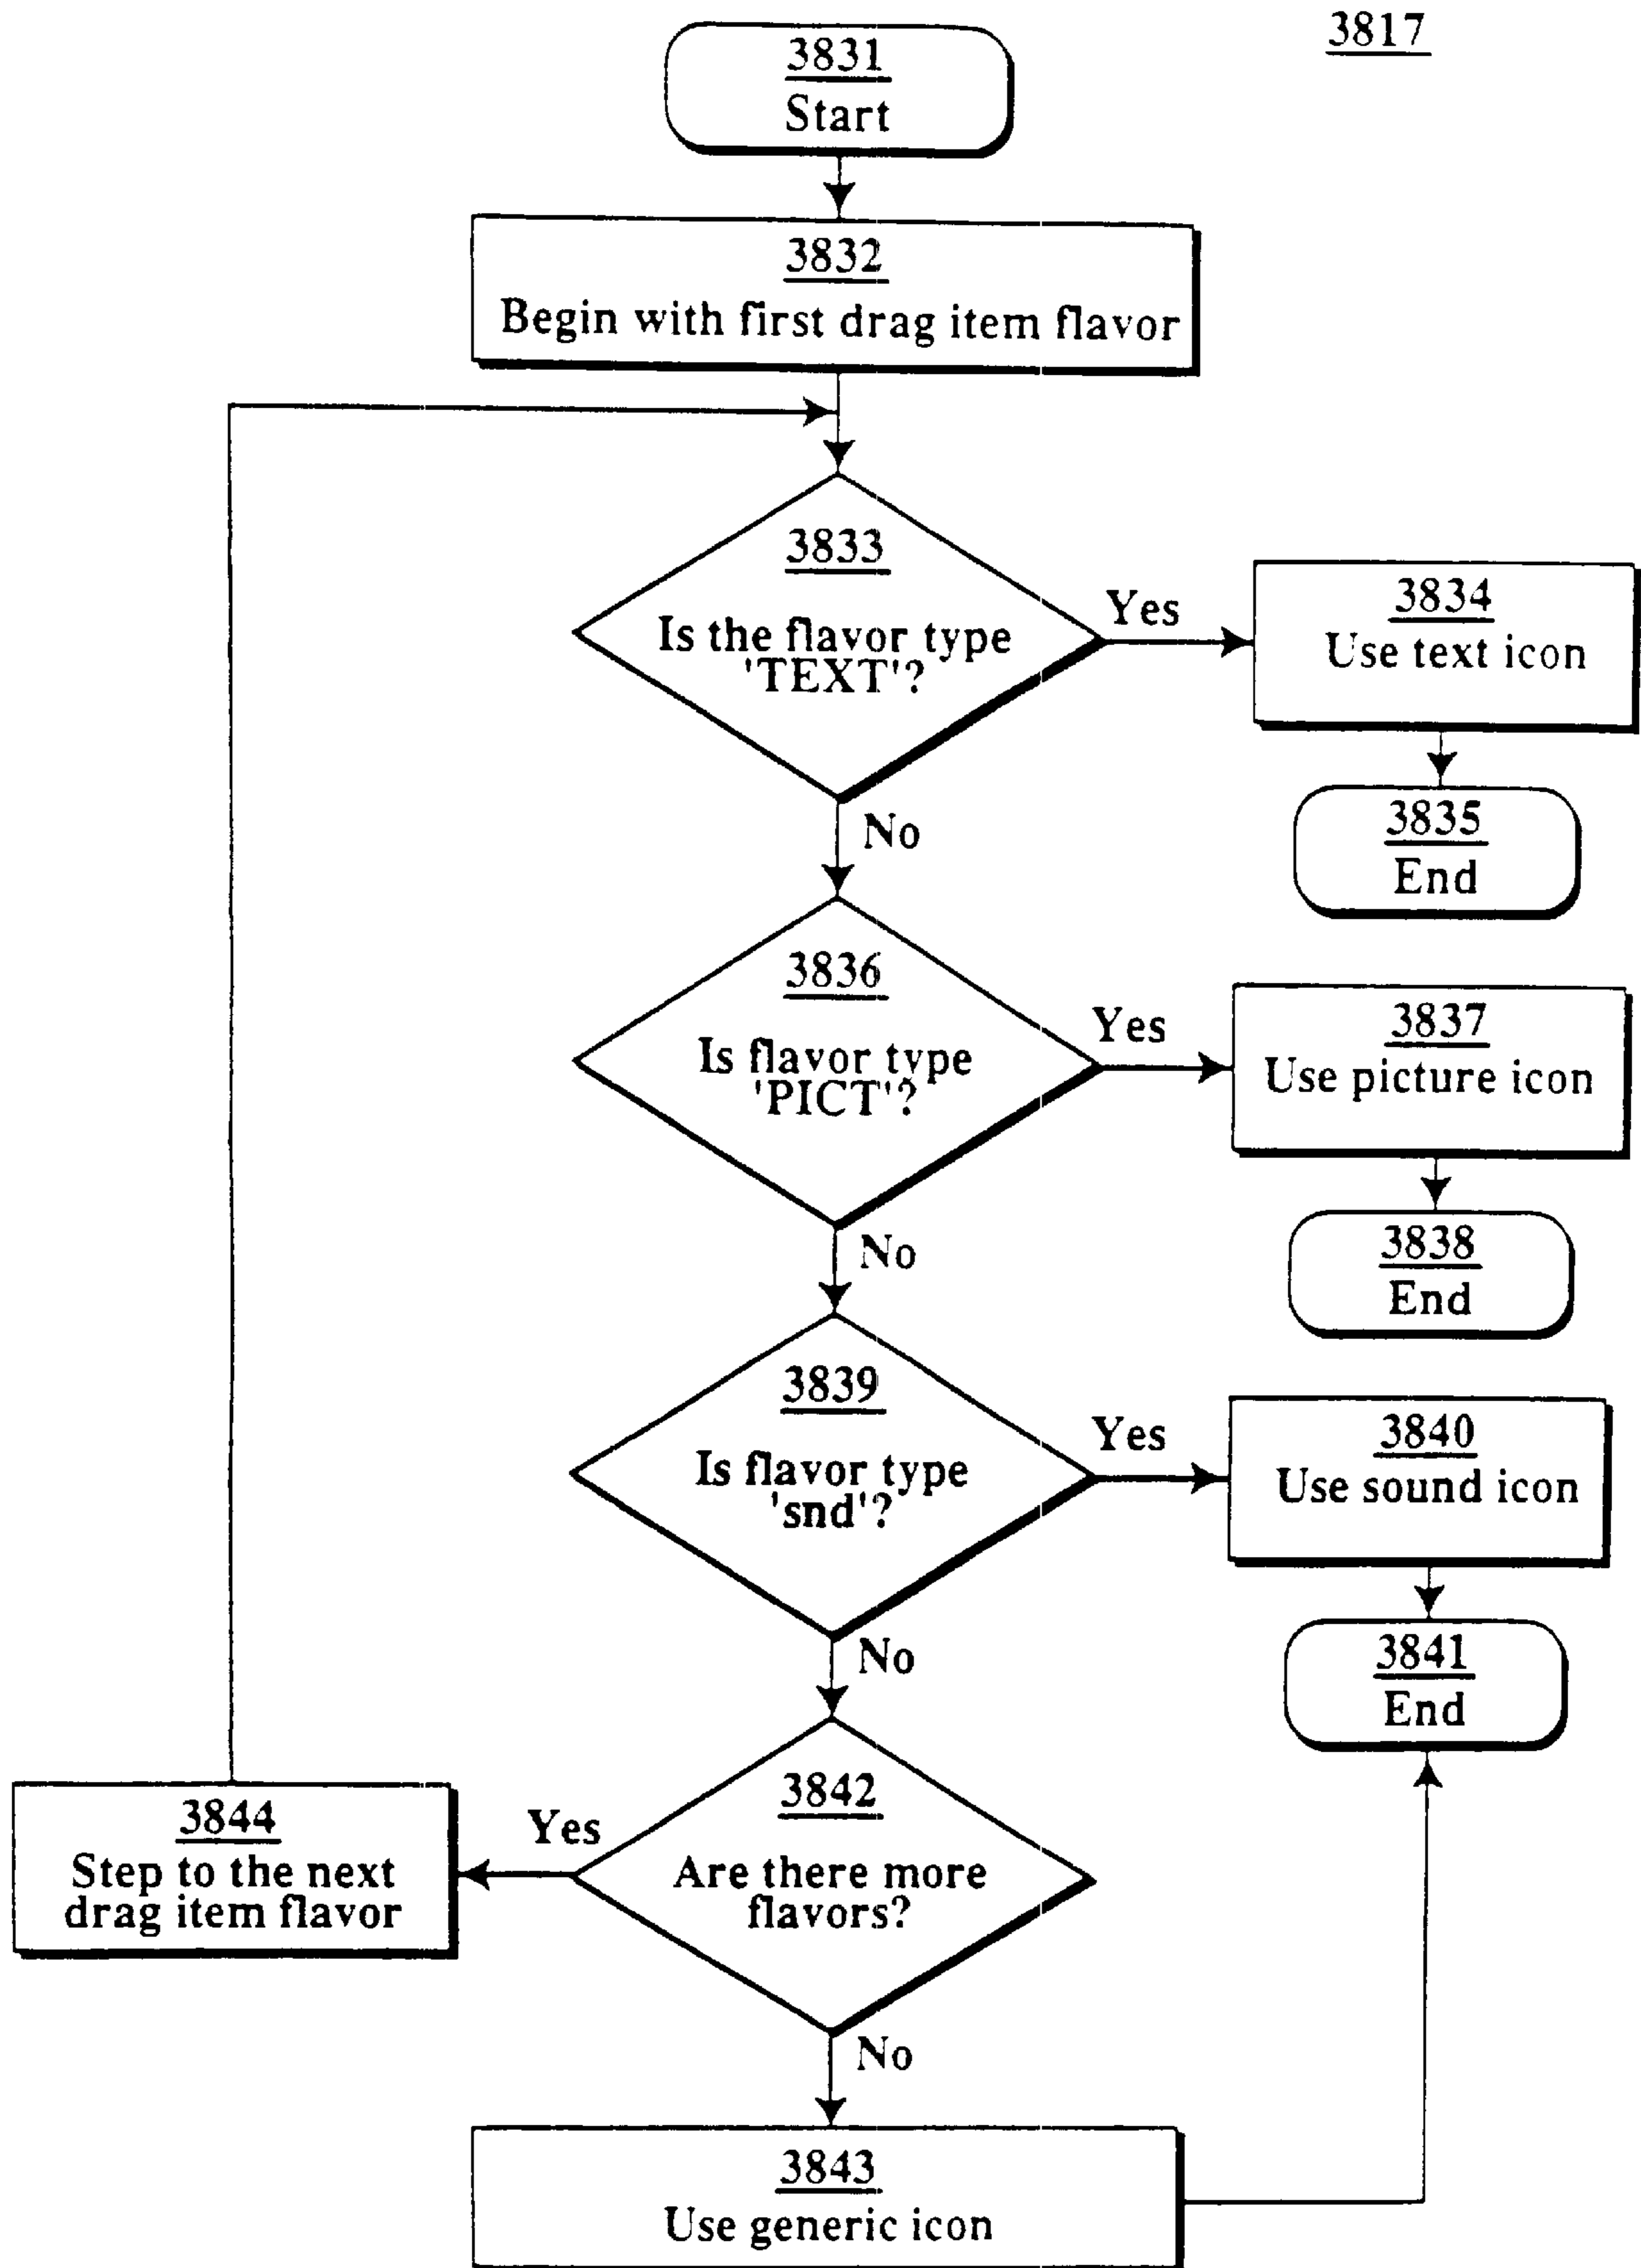 3817
3831
Start
3832
Begin with first drag item flavor
3833
Is the flavor type
'TEXT'?
Yes
3834
Use text icon
3835
End
No
3836
Is flavor type
'PICT'?
Yes
3837
Use picture icon
3838
End
No
3839
Is flavor type
'snd'?
Yes
3840
Use sound icon
3841
End
No
3842
Are there more
flavors?
Yes
3844
Step to the next
drag item flavor
No
3843
Use generic icon